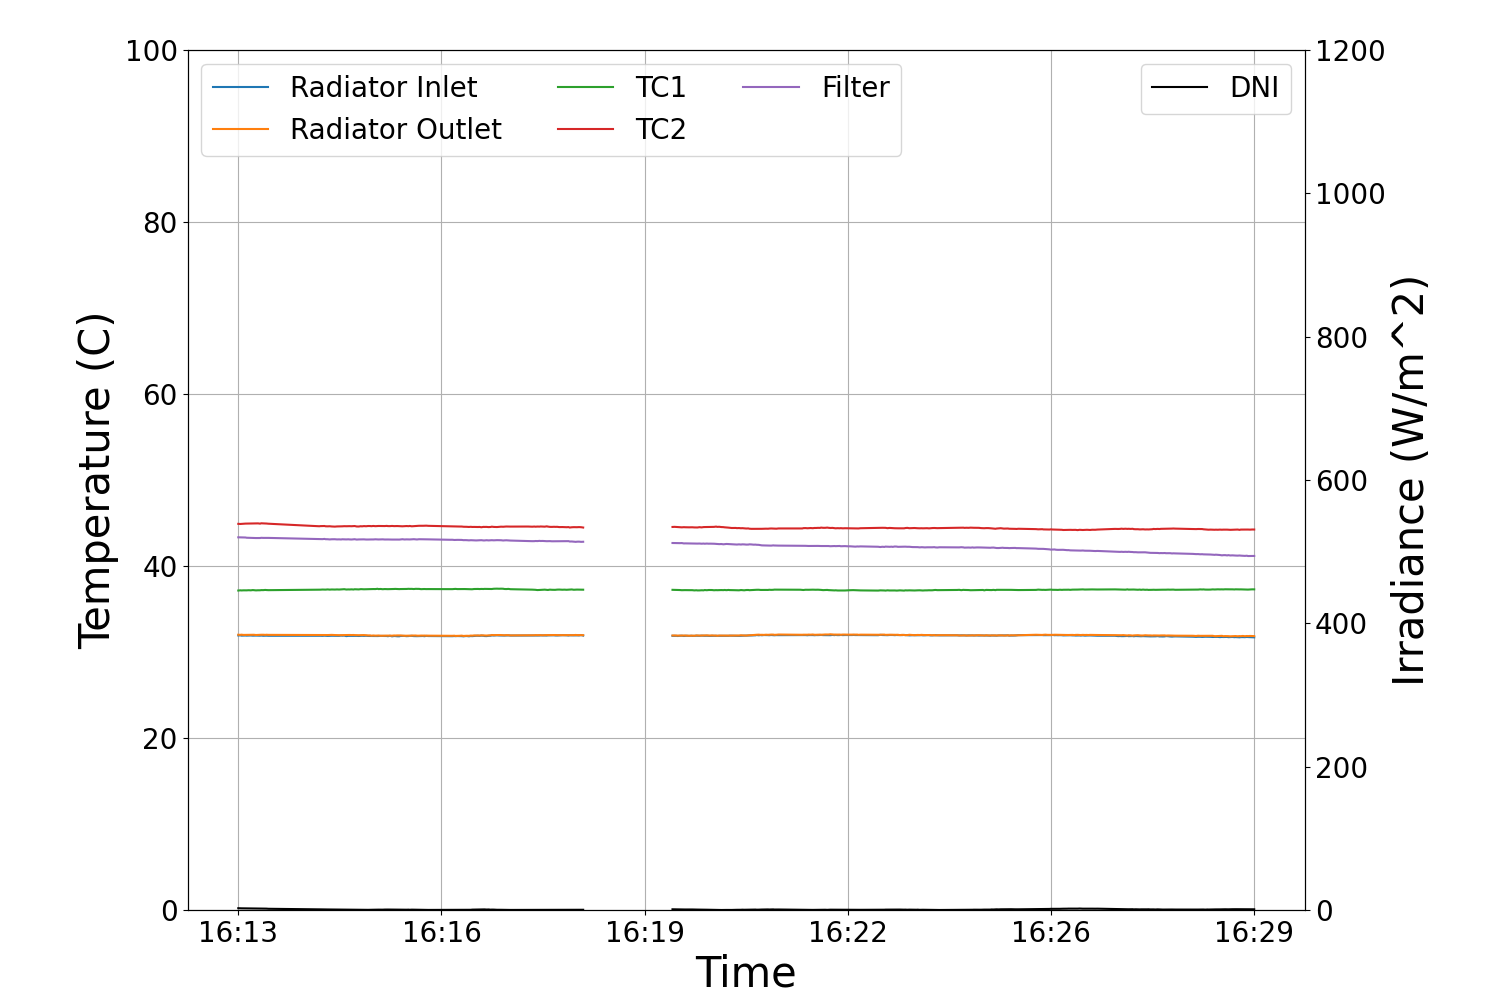 Temperature (C)
100
80
60
40
20
0
Radiator Inlet
Radiator Outlet
TC1
TC2
Filter
DNI
1200
1000
800
600
400
200
0
Irradiance (W/m^2)
16:13 16:16 16:19 16:22 16:26 16:29
Time